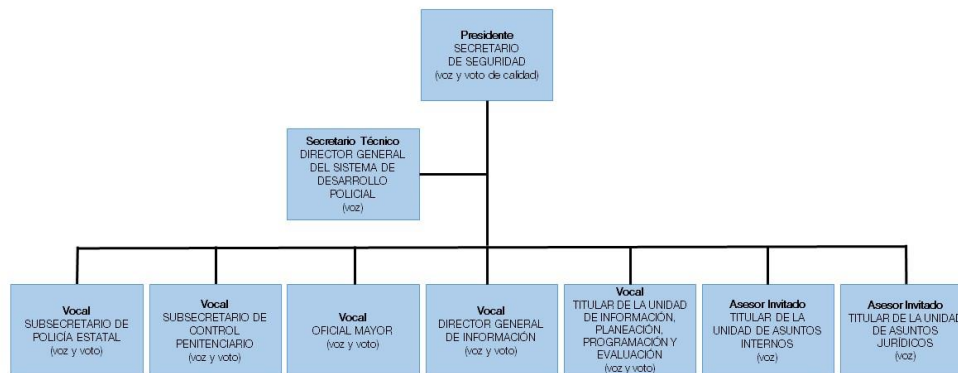 Presidente
SECRETARIO
DE SEGURIDAD
(voz y voto de calidad)
Secretario Técnico
DIRECTOR GENERAL
DEL SISTEMA DE
DESARROLLO
POLICIAL
(voz)
Vocal
SUBSECRETARIO DE
POLICÍA ESTATAL
(voz y voto)
Vocal
SUBSECRETARIO DE
CONTROL
PENITENCIARIO
(voz y voto)
Vocal
OFICIAL MAYOR
(voz y voto)
Vocal
DIRECTOR GENERAL
DE INFORMACIÓN
(voz y voto)
Vocal
TITULAR DE LA UNIDAD
DE INFORMACIÓN,
PLANEACIÓN,
PROGRAMACIÓN Y
EVALUACIÓN
(voz y voto)
Asesor Invitado
TITULAR DE LA
UNIDAD DE ASUNTOS
INTERNOS
(voz)
Asesor Invitado
TITULAR DE LA UNIDAD
DE ASUNTOS
JURÍDICOS
(voz)